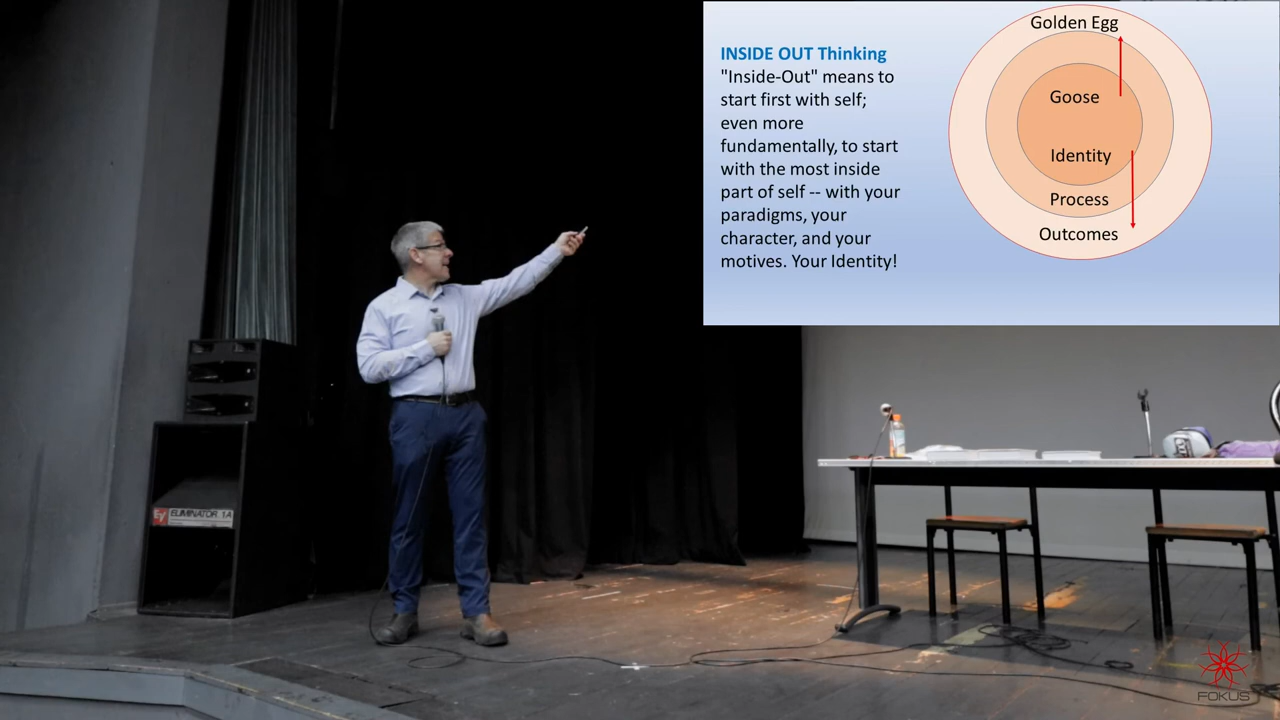 INSIDE OUT Thinking
"Inside-Out" means to
start first with self;
even more
fundamentally, to start
with the most inside
part of self -- with your
paradigms, your
character, and your
motives. Your Identity!
Golden Egg
Goose
Identity
Process
Outcomes
EV ELIMINATOR 1A
FOKUS